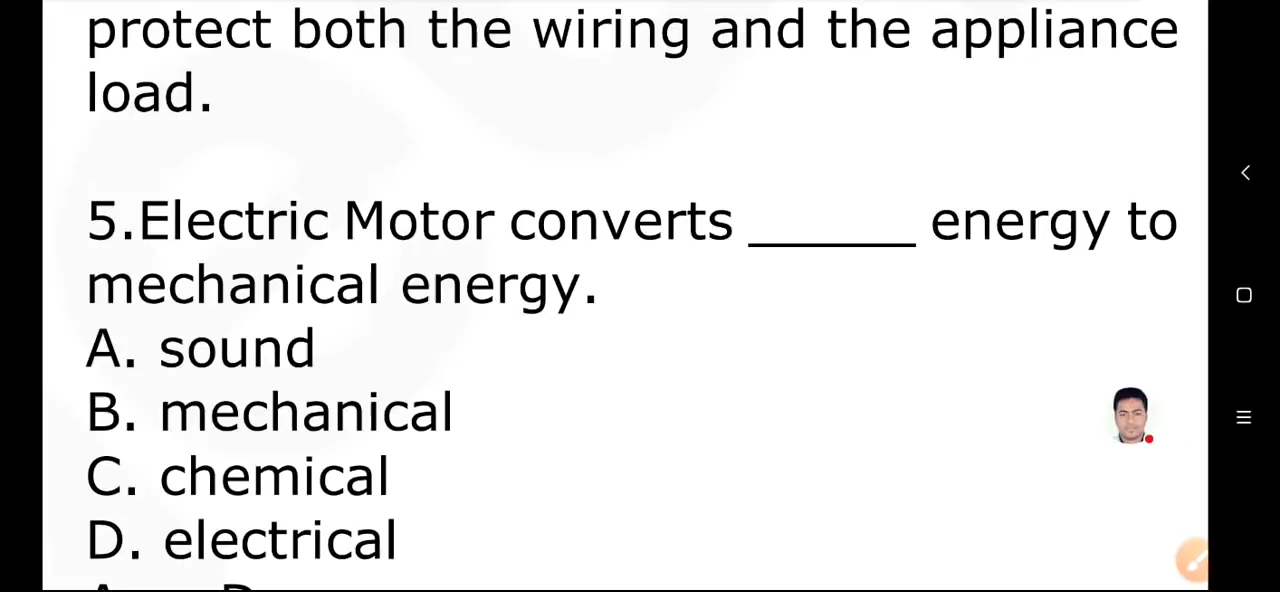 protect both the wiring and the appliance
load.
5.Electric Motor converts ______ energy to
mechanical energy.
A. sound
B. mechanical
C. chemical
D. electrical